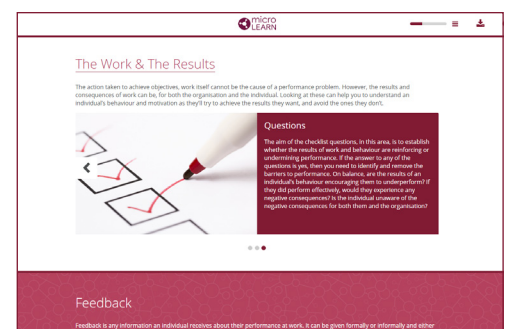 micro
LEARN
The Work & The Results
The action taken to achieve objectives, work itself cannot be the cause of a performance problem. However, the results and
consequences of work can be, for both the organisation and the individual. Looking at these can help you to understand an
individual's behaviour and motivation as they'll try to achieve the results they want, and avoid the ones they don't.
Questions
The aim of the checklist questions, in this area, is to establish
whether the results of work and behaviour are reinforcing or
undermining performance. If the answer to any of the
questions is yes, then you need to identify and remove the
barriers to performance. On balance, are the results of an
individual's behaviour encouraging them to underperform? If
they did perform effectively, would they experience any
negative consequences? Is the individual unaware of the
negative consequences for both them and the organisation?
Feedback
Feedback is any information an individual receives about their performance at work. It can be given formally or informally and either